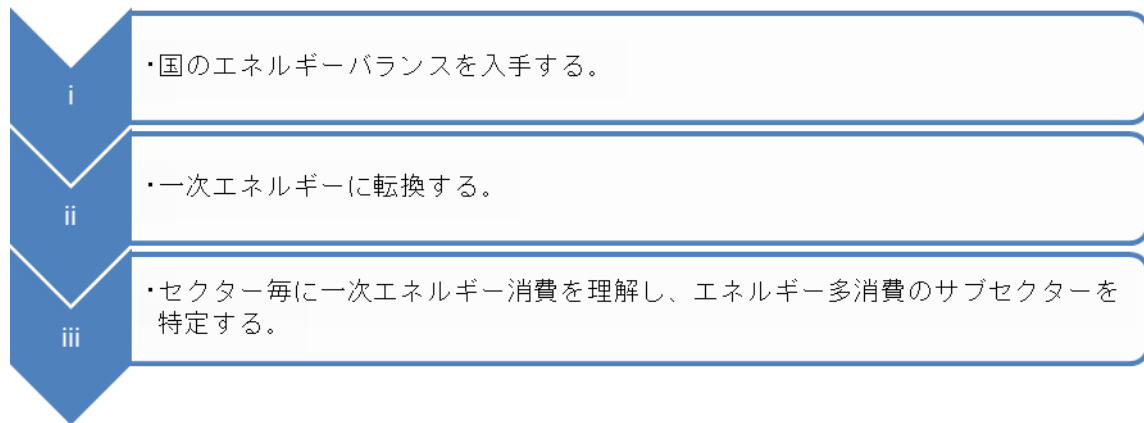 i
・国のエネルギーバランスを入手する。
ii
・一次エネルギーに転換する。
iii
・セクター毎に一次エネルギー消費を理解し、エネルギー多消費のサブセクターを
特定する。